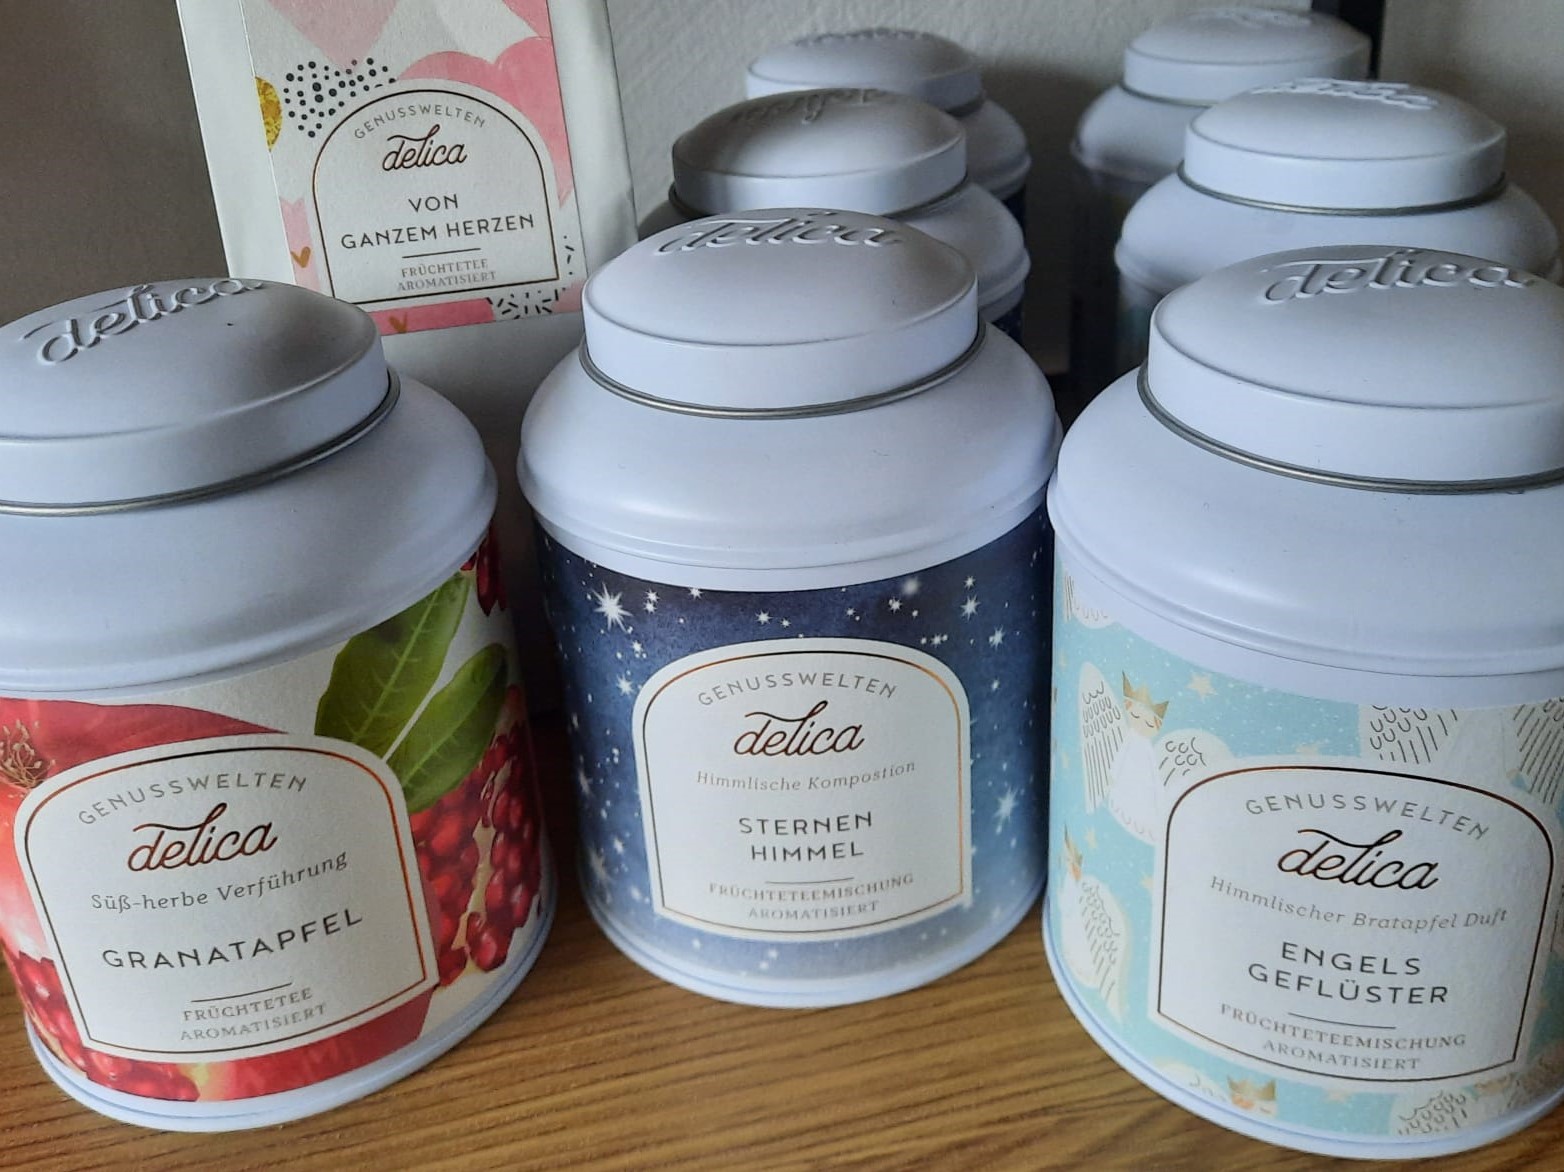 GENUSSWELTEN
delica
VON
GANZEM HERZEN
FRÜCHTETEE
AROMATISIERT
delica
GENUSSWELTEN
delica
Süß-herbe Verführung
GRANATAPFEL
FRÜCHTETEE
AROMATISIERT
delica
GENUSSWELTEN
delica
Himmlische Kompostion
STERNEN
HIMMEL
FRÜCHTETEEMISCHUNG
AROMATISIERT
delica
GENUSSWELTEN
delica
Himmlischer Bratapfel Duft
ENGELS
GEFLÜSTER
FRÜCHTETEEMISCHUNG
AROMATISIERT